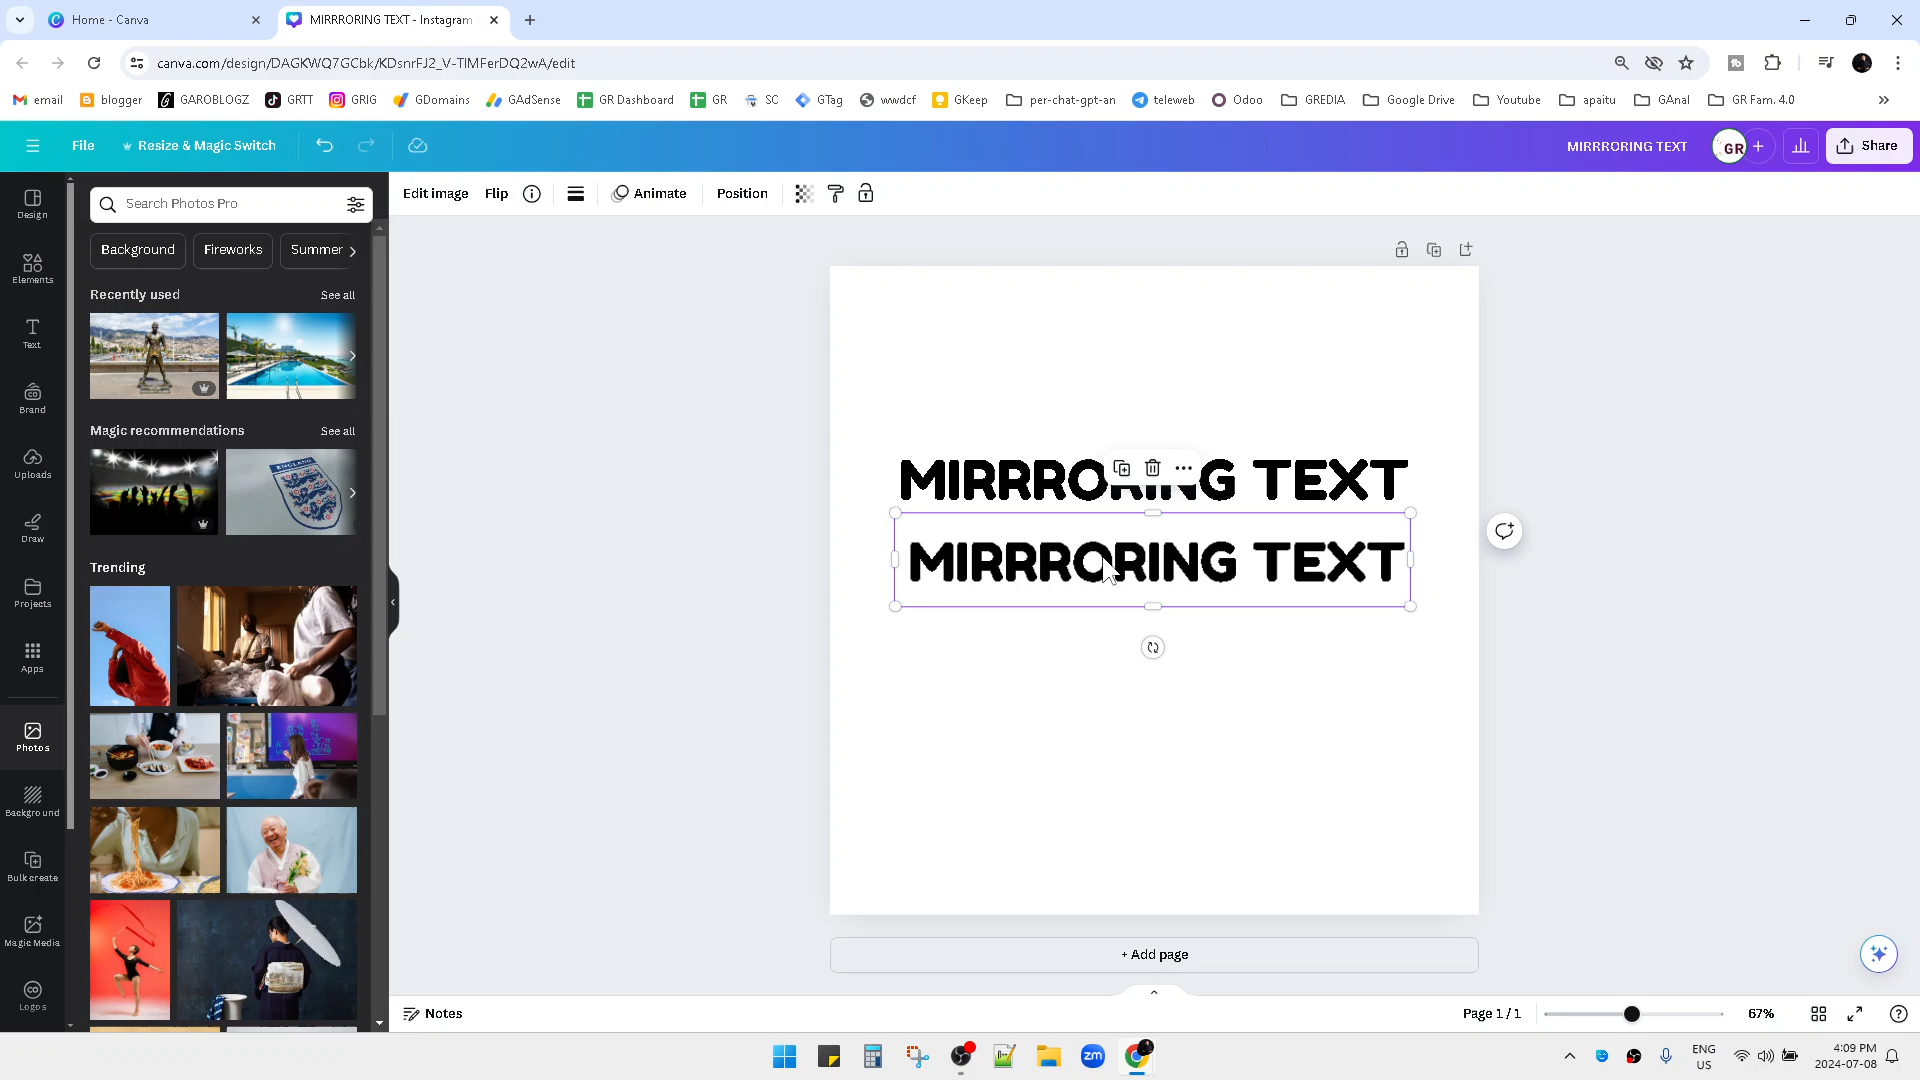 Home - Canva
MIRRRORING TEXT - Instagram
canva.com/design/DAGKWQ7GCbk/KDsnrFJ2_V-TlMFerDQ2wA/edit
email blogger GAROBLOGZ GRTT GRIG GDomains GAdSense GR Dashboard GR SC GTag wwdcf GKeep per-chat-gpt-an teleweb Odoo GREDIA Google Drive Youtube apaitu GAnal GR Fam. 4.0 »
File Resize & Magic Switch MIRRRORING TEXT GR + Share
Edit image Flip Animate Position
Search Photos Pro
Background Fireworks Summer
Recently used See all
Magic recommendations See all
ENGLAND
Trending
Design
Elements
Text
Brand
Uploads
Draw
Projects
Apps
Photos
Background
Bulk create
Magic Media
Logos
MIRRRORING TEXT
MIRRRORING TEXT
+ Add page
Notes Page 1 / 1 67%
zm
ENG
US
4:09 PM
2024-07-08